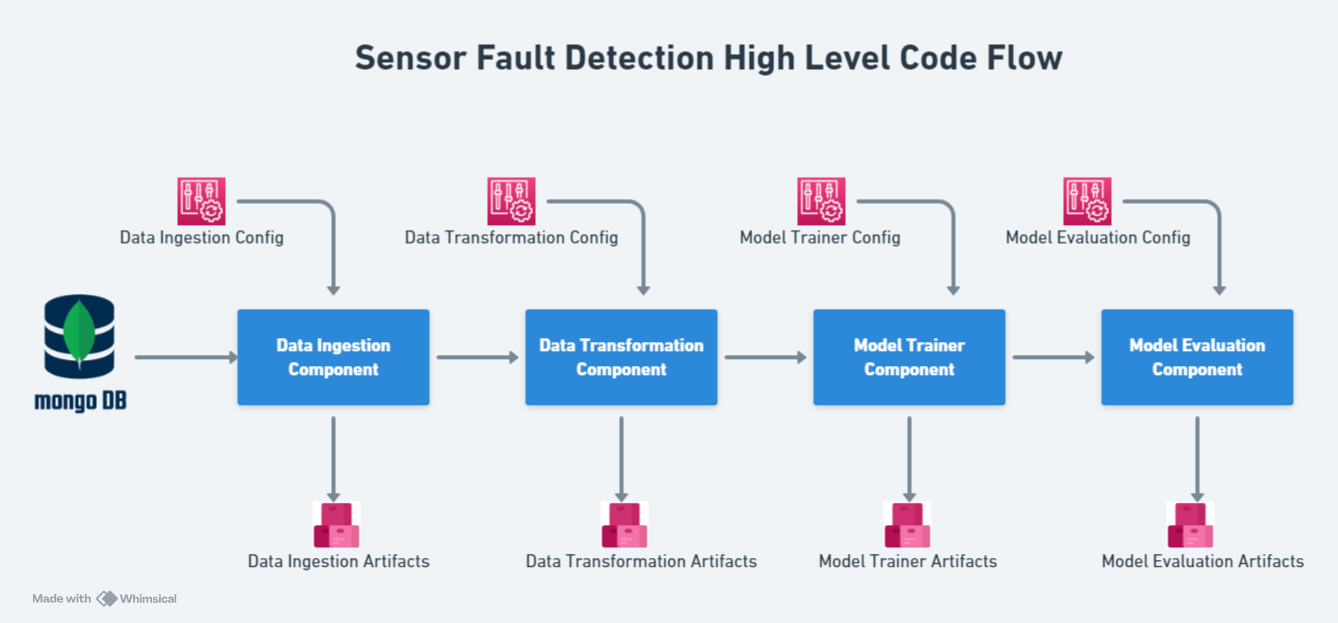 Sensor Fault Detection High Level Code Flow
Data Ingestion Config
Data Transformation Config
Model Trainer Config
Model Evaluation Config
mongo DB
Data Ingestion
Component
Data Transformation
Component
Model Trainer
Component
Model Evaluation
Component
Data Ingestion Artifacts
Data Transformation Artifacts
Model Trainer Artifacts
Model Evaluation Artifacts
Made with Whimsical